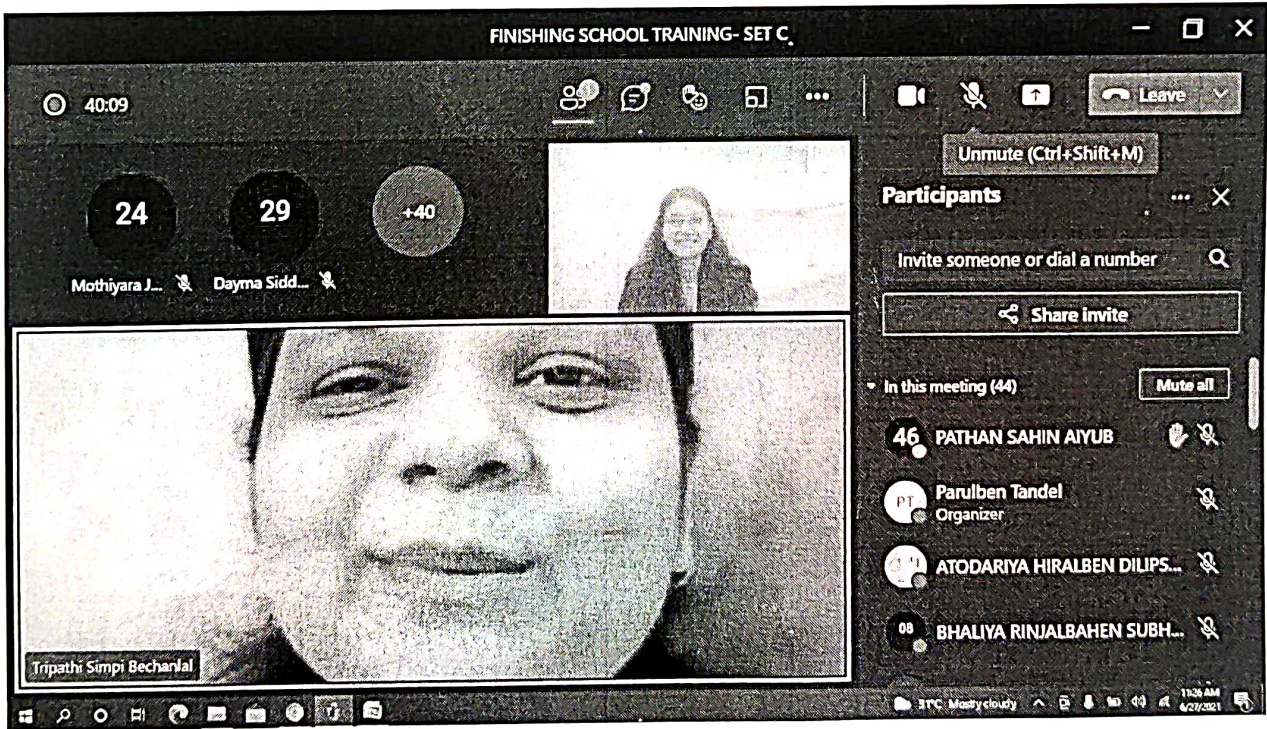 FINISHING SCHOOL TRAINING- SET C
40:09
Leave
Unmute (Ctrl+Shift+M)
24
29
+40
Mothiyara J...
Dayma Sidd...
Participants
Invite someone or dial a number
Share invite
In this meeting (44)
Mute all
46 PATHAN SAHIN AIYUB
PT Parulben Tandel
Organizer
ATODARIYA HIRALBEN DILIPS...
08 BHALIYA RINJALBAHEN SUBH...
Tripathi Simpi Bechanlal
31°C Mostly cloudy
11:26 AM
6/27/2021